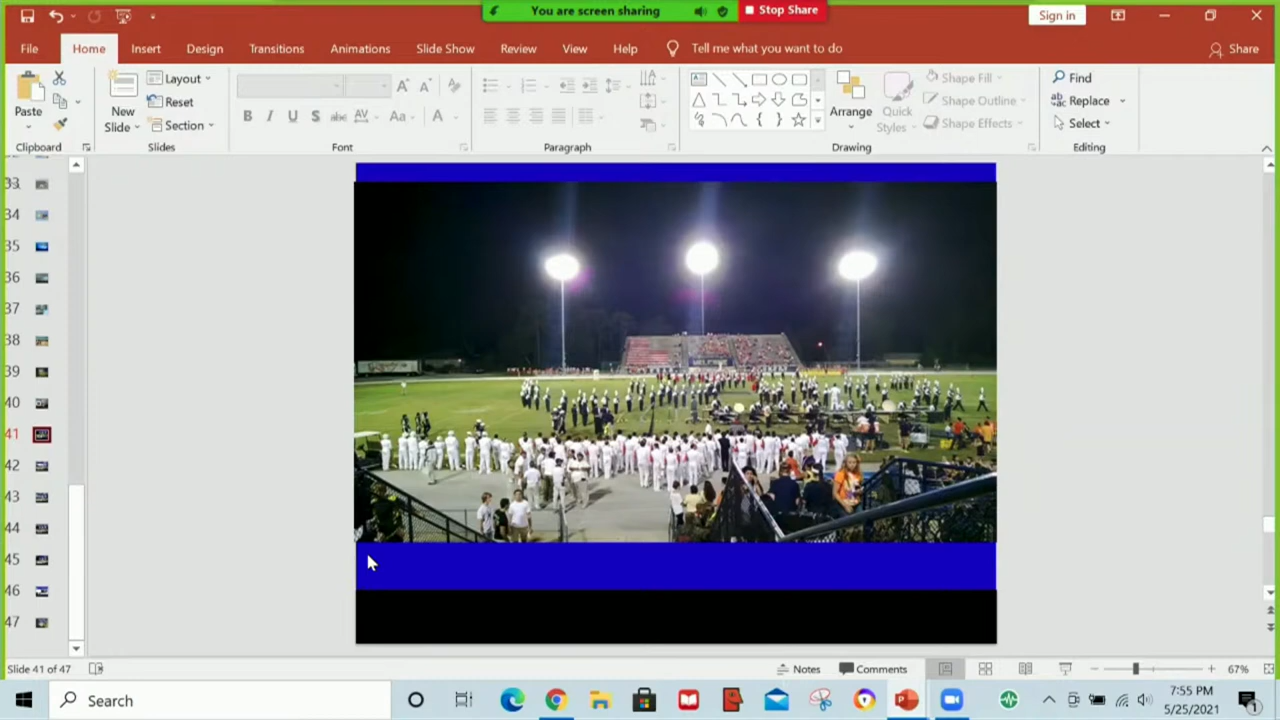 You are screen sharing
Stop Share
Sign in
File Home Insert Design Transitions Animations Slide Show Review View Help Tell me what you want to do Share
Paste
Clipboard
New Slide
Layout
Reset
Section
Slides
B I U S abc AV Aa A
Font
Paragraph
Arrange
Quick Styles
Shape Fill
Shape Outline
Shape Effects
Drawing
Find
Replace
Select
Editing
33
34
35
36
37
38
39
40
41
42
43
44
45
46
47
Slide 41 of 47
Notes
Comments
67%
Search
7:55 PM
5/25/2021
1